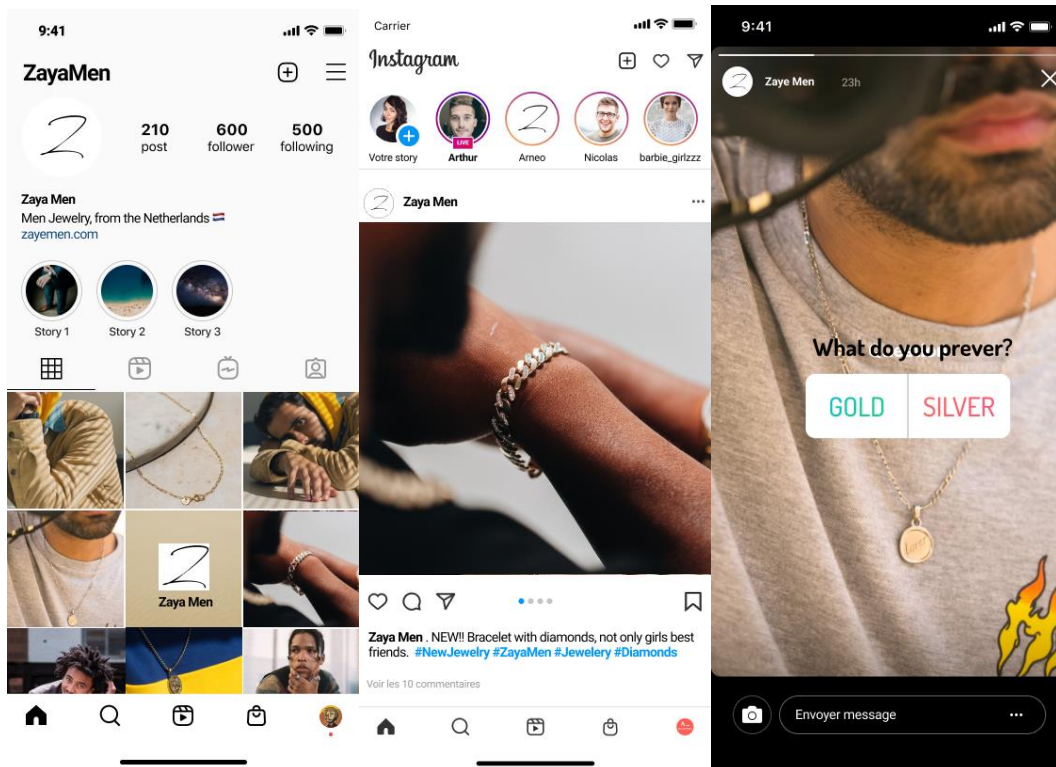 9:41
ZayaMen
210
600
500
post
follower
following
Zaya Men
Men Jewelry, from the Netherlands 🇳🇱
zayemen.com
Story 1
Story 2
Story 3
Zaya Men
Carrier
Instagram
LIVE
Votre story
Arthur
Arneo
Nicolas
barbie_girlzzz
Zaya Men
Zaya Men . NEW!! Bracelet with diamonds, not only girls best
friends. #NewJewelry #ZayaMen #Jewelery #Diamonds
Voir les 10 commentaires
9:41
Zaye Men 23h
What do you prever?
GOLD
SILVER
Envoyer message